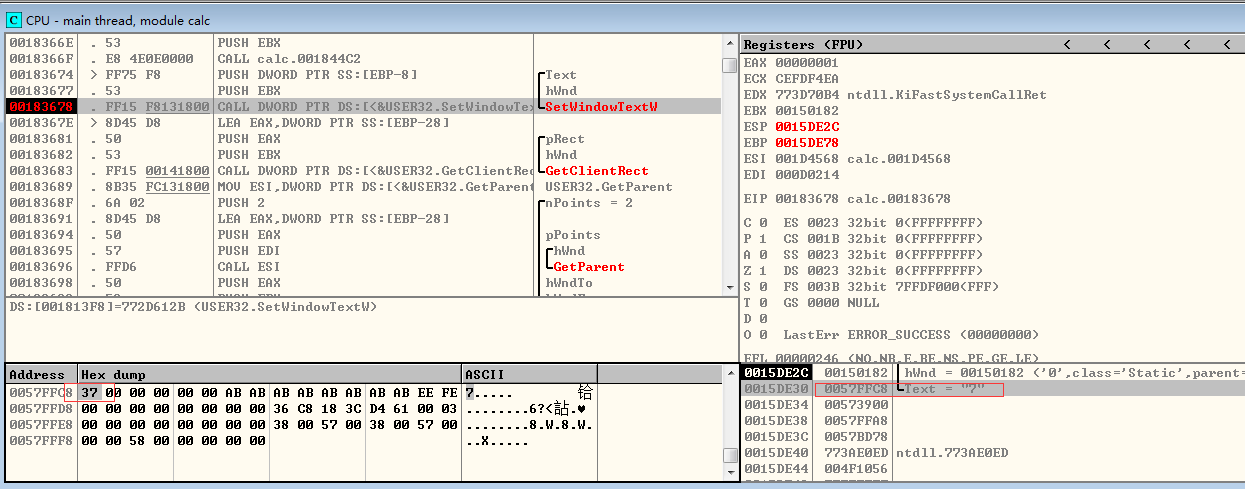 CPU - main thread, module calc
0018366E . 53 PUSH EBX
0018366F . E8 4E0E0000 CALL calc.001844C2
00183674 > FF75 F8 PUSH DWORD PTR SS:[EBP-8] Text
00183677 . 53 PUSH EBX hWnd
00183678 . FF15 F8131800 CALL DWORD PTR DS:[<&USER32.SetWindowTex SetWindowTextW
0018367E > 8D45 D8 LEA EAX,DWORD PTR SS:[EBP-28]
00183681 . 50 PUSH EAX pRect
00183682 . 53 PUSH EBX hWnd
00183683 . FF15 00141800 CALL DWORD PTR DS:[<&USER32.GetClientRec GetClientRect
00183689 . 8B35 FC131800 MOV ESI,DWORD PTR DS:[<&USER32.GetParent USER32.GetParent
0018368F . 6A 02 PUSH 2 nPoints = 2
00183691 . 8D45 D8 LEA EAX,DWORD PTR SS:[EBP-28]
00183694 . 50 PUSH EAX pPoints
00183695 . 57 PUSH EDI hWnd
00183696 . FFD6 CALL ESI GetParent
00183698 . 50 PUSH EAX hWndTo
DS:[001813F8]=772D612B (USER32.SetWindowTextW)
Registers (FPU) < < < < <
EAX 00000001
ECX CEFDF4EA
EDX 773D70B4 ntdll.KiFastSystemCallRet
EBX 00150182
ESP 0015DE2C
EBP 0015DE78
ESI 001D4568 calc.001D4568
EDI 000D0214
EIP 00183678 calc.00183678
C 0 ES 0023 32bit 0(FFFFFFFF)
P 1 CS 001B 32bit 0(FFFFFFFF)
A 0 SS 0023 32bit 0(FFFFFFFF)
Z 1 DS 0023 32bit 0(FFFFFFFF)
S 0 FS 003B 32bit 7FFDF000(FFF)
T 0 GS 0000 NULL
D 0
O 0 LastErr ERROR_SUCCESS (00000000)
EFL 00000246 (NO,NB,E,BE,NS,PE,GE,LE)
Address Hex dump ASCII
0057FFC8 37 00 00 00 00 00 AB AB AB AB AB AB AB AB EE FE 7..... 铪
0057FFD8 00 00 00 00 00 00 00 00 36 C8 18 3C D4 61 00 03 ........6?<詀.♥
0057FFE8 00 00 00 00 00 00 00 00 38 00 57 00 38 00 57 00 ........8.W.8.W.
0057FFF8 00 00 58 00 00 00 00 00 ..X.....
0015DE2C 00150182 hWnd = 00150182 ('0',class='Static',parent=
0015DE30 0057FFC8 Text = "7"
0015DE34 00573900
0015DE38 0057FFA8
0015DE3C 0057BD78
0015DE40 773AE0ED ntdll.773AE0ED
0015DE44 004F1056